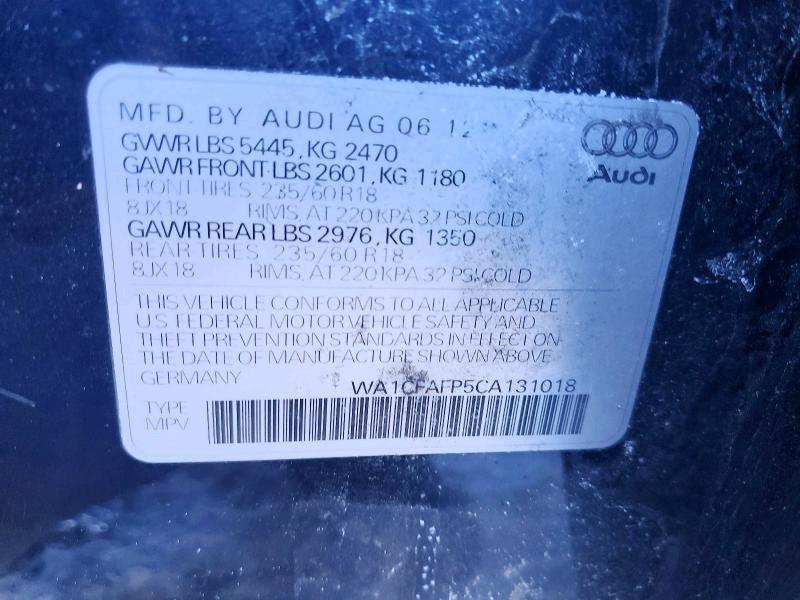 MFD. BY AUDI AG 06 12
Audi
GVWR LBS 5445, KG 2470
GAWR FRONT-LBS 2601, KG 1180
FRONT-TIRES 235/60 R18
8JX18 RIMS, AT 220 KPA 32 PSI COLD
GAWR REAR LBS 2976, KG 1350
REAR TIRES 235/60 R18
8JX18 RIMS, AT 220 KPA 32 PSI COLD
THIS VEHICLE CONFORMS TO ALL APPLICABLE
U.S. FEDERAL MOTOR VEHICLE SAFETY AND
THEFT PREVENTION STANDARDS IN EFFECT ON
THE DATE OF MANUFACTURE SHOWN ABOVE.
GERMANY WA1CFAFP5CA131018
TYPE
MPV